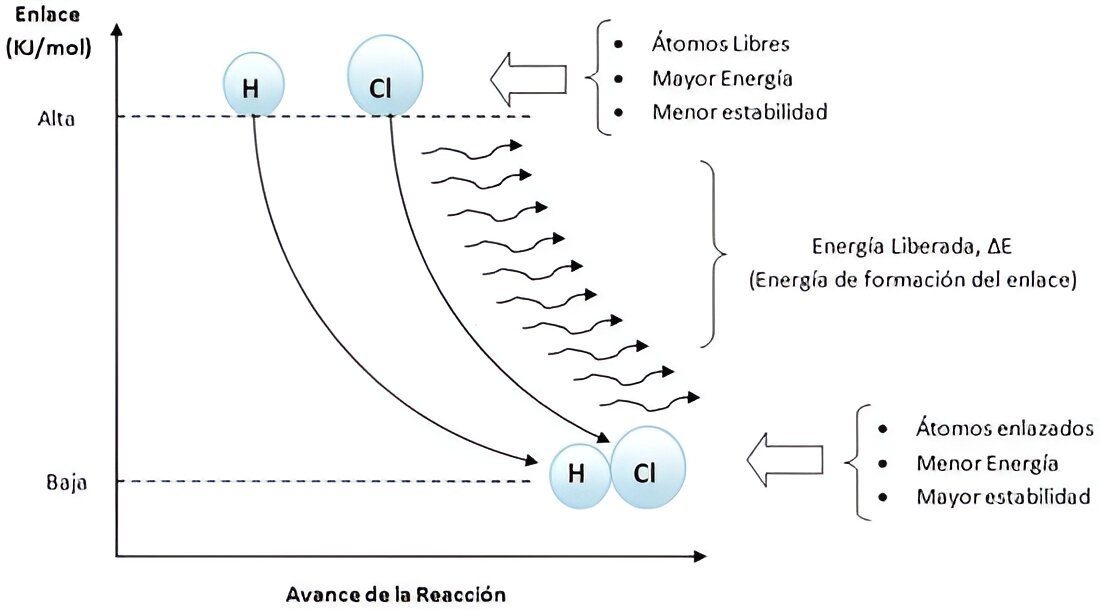 Enlace
(KJ/mol)
Alta
H
Cl
• Átomos Libres
• Mayor Energía
• Menor estabilidad
Energía Liberada, ΔE
(Energía de formación del enlace)
Baja
H
Cl
• Átomos enlazados
• Menor Energía
• Mayor estabilidad
Avance de la Reacción